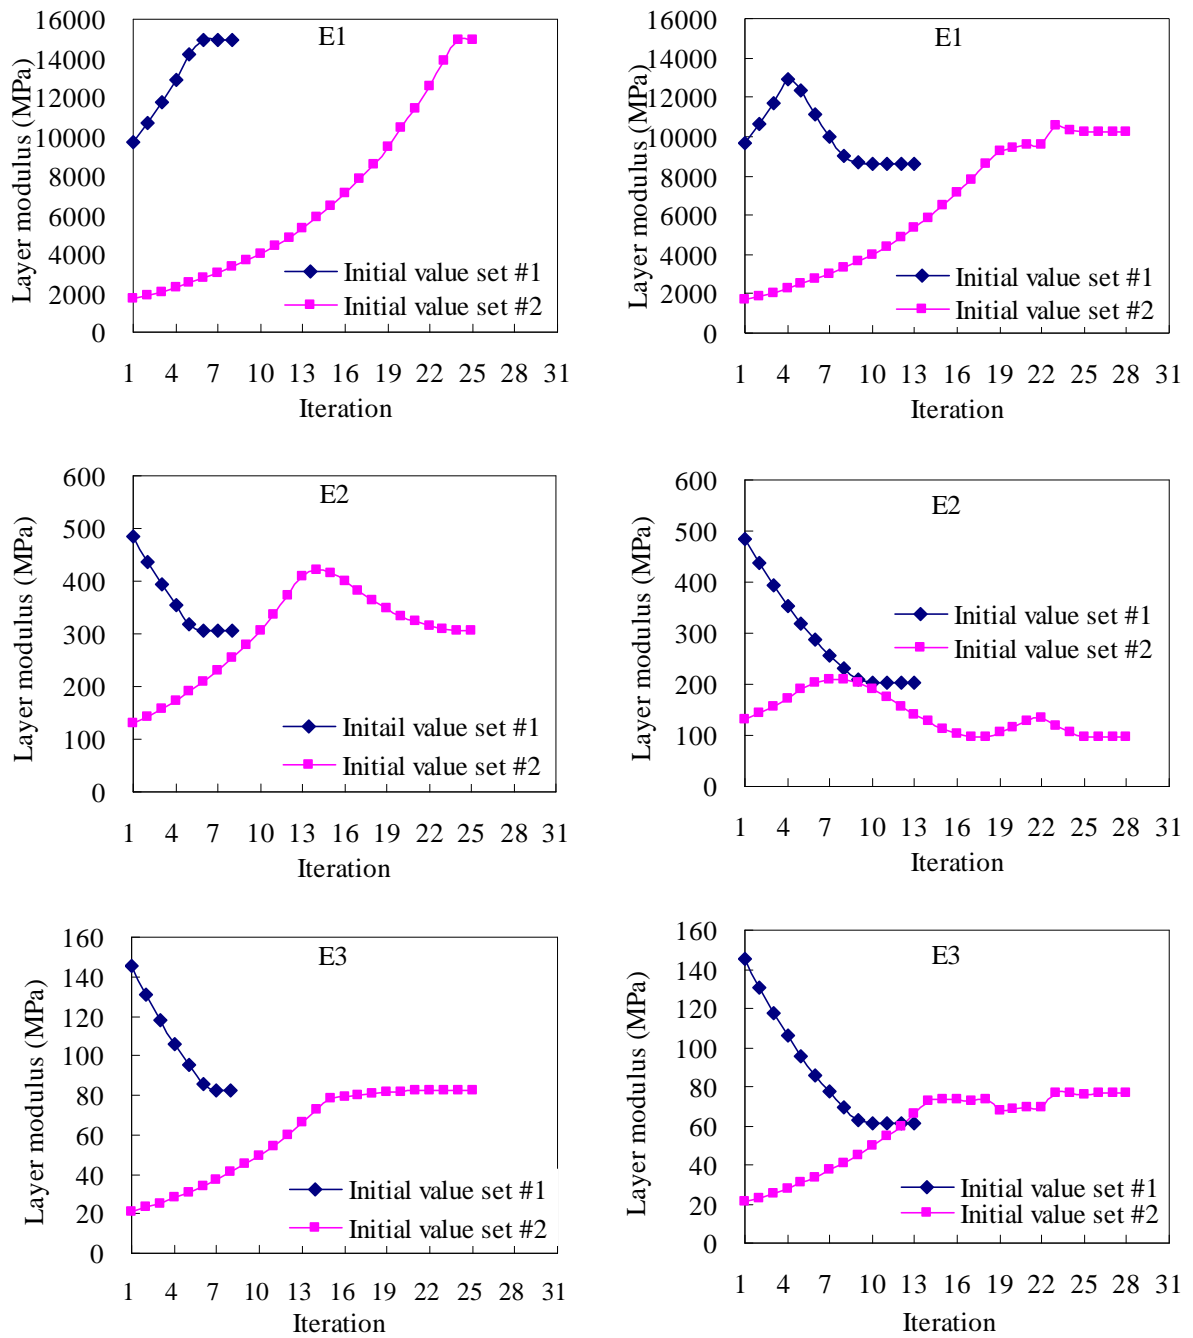 E1
Layer modulus (MPa)
16000
14000
12000
10000
8000
6000
4000
2000
0
Initial value set #1
Initial value set #2
1 4 7 10 13 16 19 22 25 28 31
Iteration
E1
Layer modulus (MPa)
16000
14000
12000
10000
8000
6000
4000
2000
0
Initial value set #1
Initial value set #2
1 4 7 10 13 16 19 22 25 28 31
Iteration
E2
Layer modulus (MPa)
600
500
400
300
200
100
0
Initail value set #1
Initial value set #2
1 4 7 10 13 16 19 22 25 28 31
Iteration
E2
Layer modulus (MPa)
600
500
400
300
200
100
0
Initial value set #1
Initial value set #2
1 4 7 10 13 16 19 22 25 28 31
Iteration
E3
Layer modulus (MPa)
160
140
120
100
80
60
40
20
0
Initial value set #1
Initial value set #2
1 4 7 10 13 16 19 22 25 28 31
Iteration
E3
Layer modulus (MPa)
160
140
120
100
80
60
40
20
0
Initial value set #1
Initial value set #2
1 4 7 10 13 16 19 22 25 28 31
Iteration